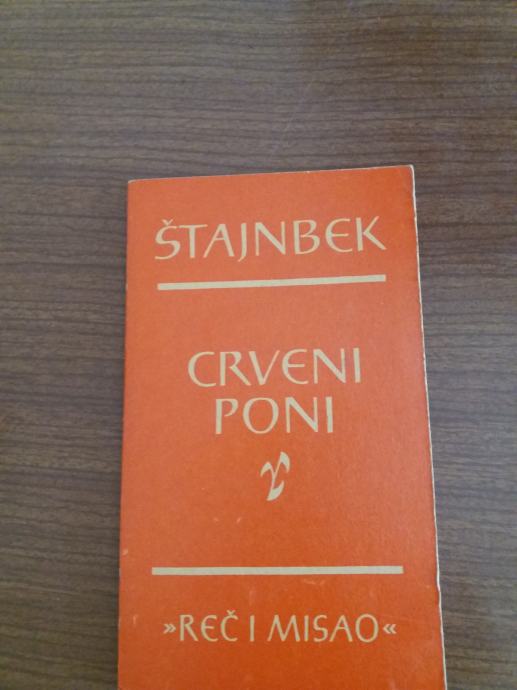 ŠTAJNBEK
CRVENI
PONI
»REČ I MISAO«